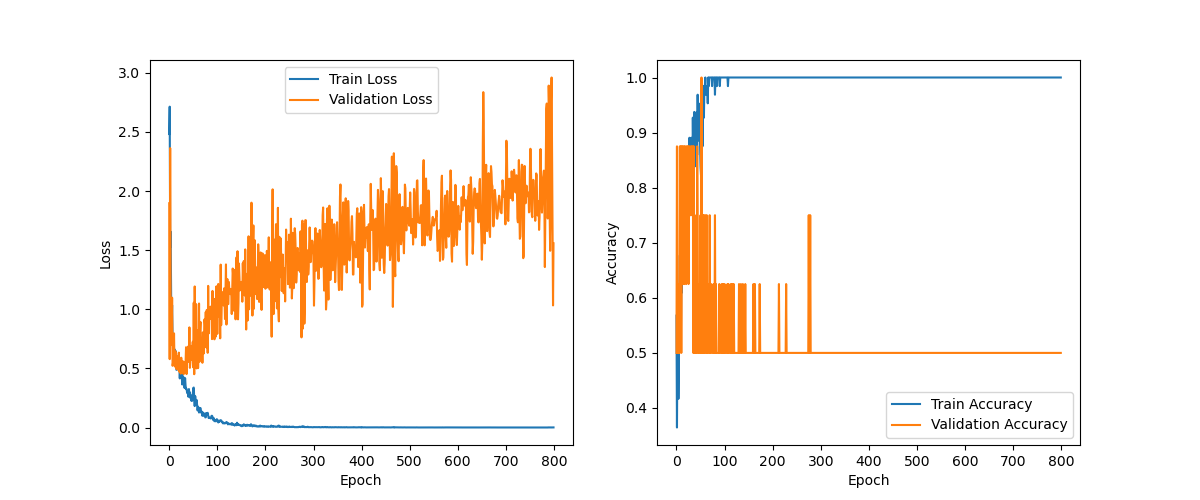 Train Loss
Validation Loss
3.0
2.5
2.0
1.5
1.0
0.5
0.0
Loss
0 100 200 300 400 500 600 700 800
Epoch
1.0
0.9
0.8
0.7
0.6
0.5
0.4
Accuracy
Train Accuracy
Validation Accuracy
0 100 200 300 400 500 600 700 800
Epoch